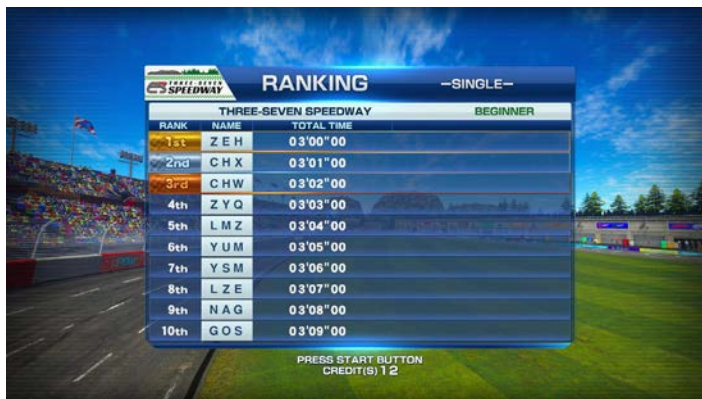 THREE-SEVEN
SPEEDWAY
RANKING
-SINGLE-
THREE-SEVEN SPEEDWAY BEGINNER
RANK NAME TOTAL TIME
1st ZEH 03'00"00
2nd CHX 03'01"00
3rd CHW 03'02"00
4th ZYQ 03'03"00
5th LMZ 03'04"00
6th YUM 03'05"00
7th YSM 03'06"00
8th LZE 03'07"00
9th NAG 03'08"00
10th GOS 03'09"00
PRESS START BUTTON
CREDIT(S) 12